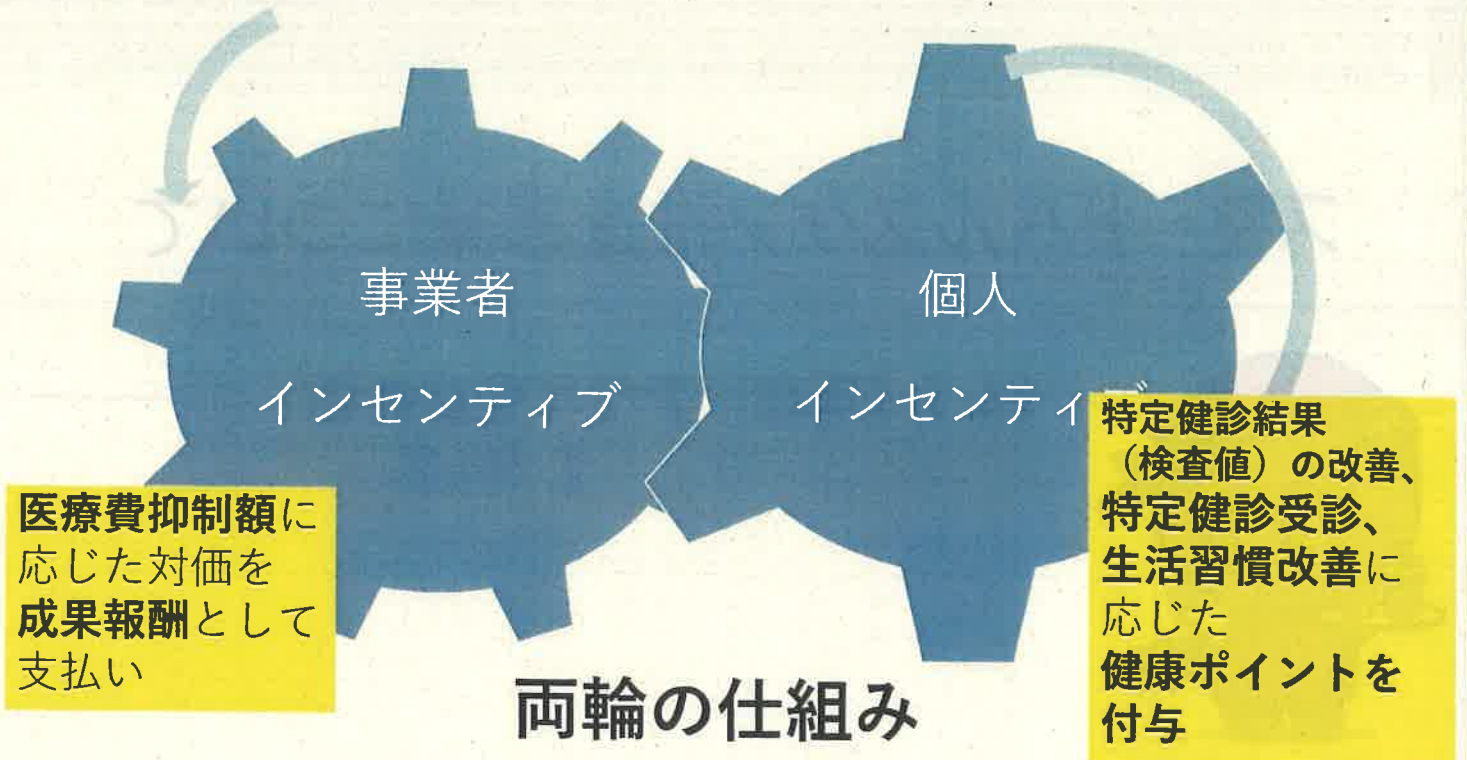 事業者
インセンティブ
個人
インセンティブ
医療費抑制額に
応じた対価を
成果報酬として
支払い
特定健診結果
（検査値）の改善、
特定健診受診、
生活習慣改善に
応じた
健康ポイントを
付与
両輪の仕組み